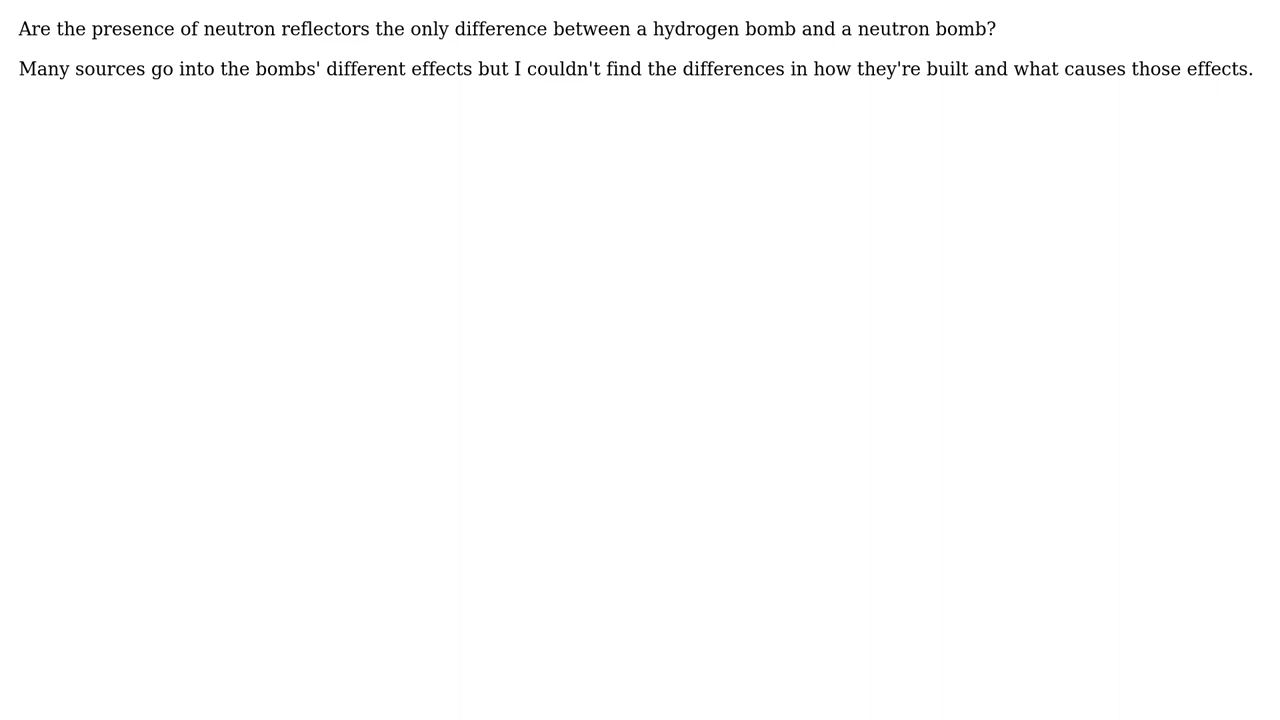 Are the presence of neutron reflectors the only difference between a hydrogen bomb and a neutron bomb?
Many sources go into the bombs' different effects but I couldn't find the differences in how they're built and what causes those effects.